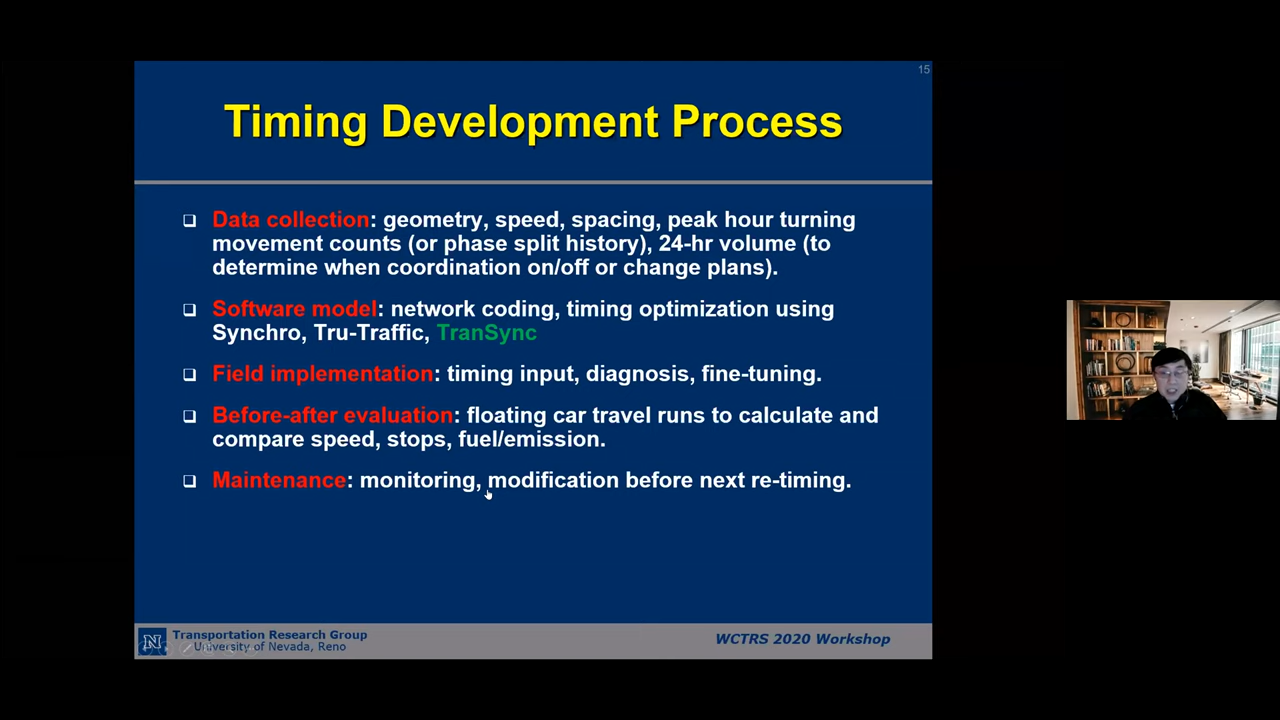 15
Timing Development Process
Data collection: geometry, speed, spacing, peak hour turning
movement counts (or phase split history), 24-hr volume (to
determine when coordination on/off or change plans).
Software model: network coding, timing optimization using
Synchro, Tru-Traffic, TranSync
Field implementation: timing input, diagnosis, fine-tuning.
Before-after evaluation: floating car travel runs to calculate and
compare speed, stops, fuel/emission.
Maintenance: monitoring, modification before next re-timing.
N
Transportation Research Group
University of Nevada, Reno
WCTRS 2020 Workshop